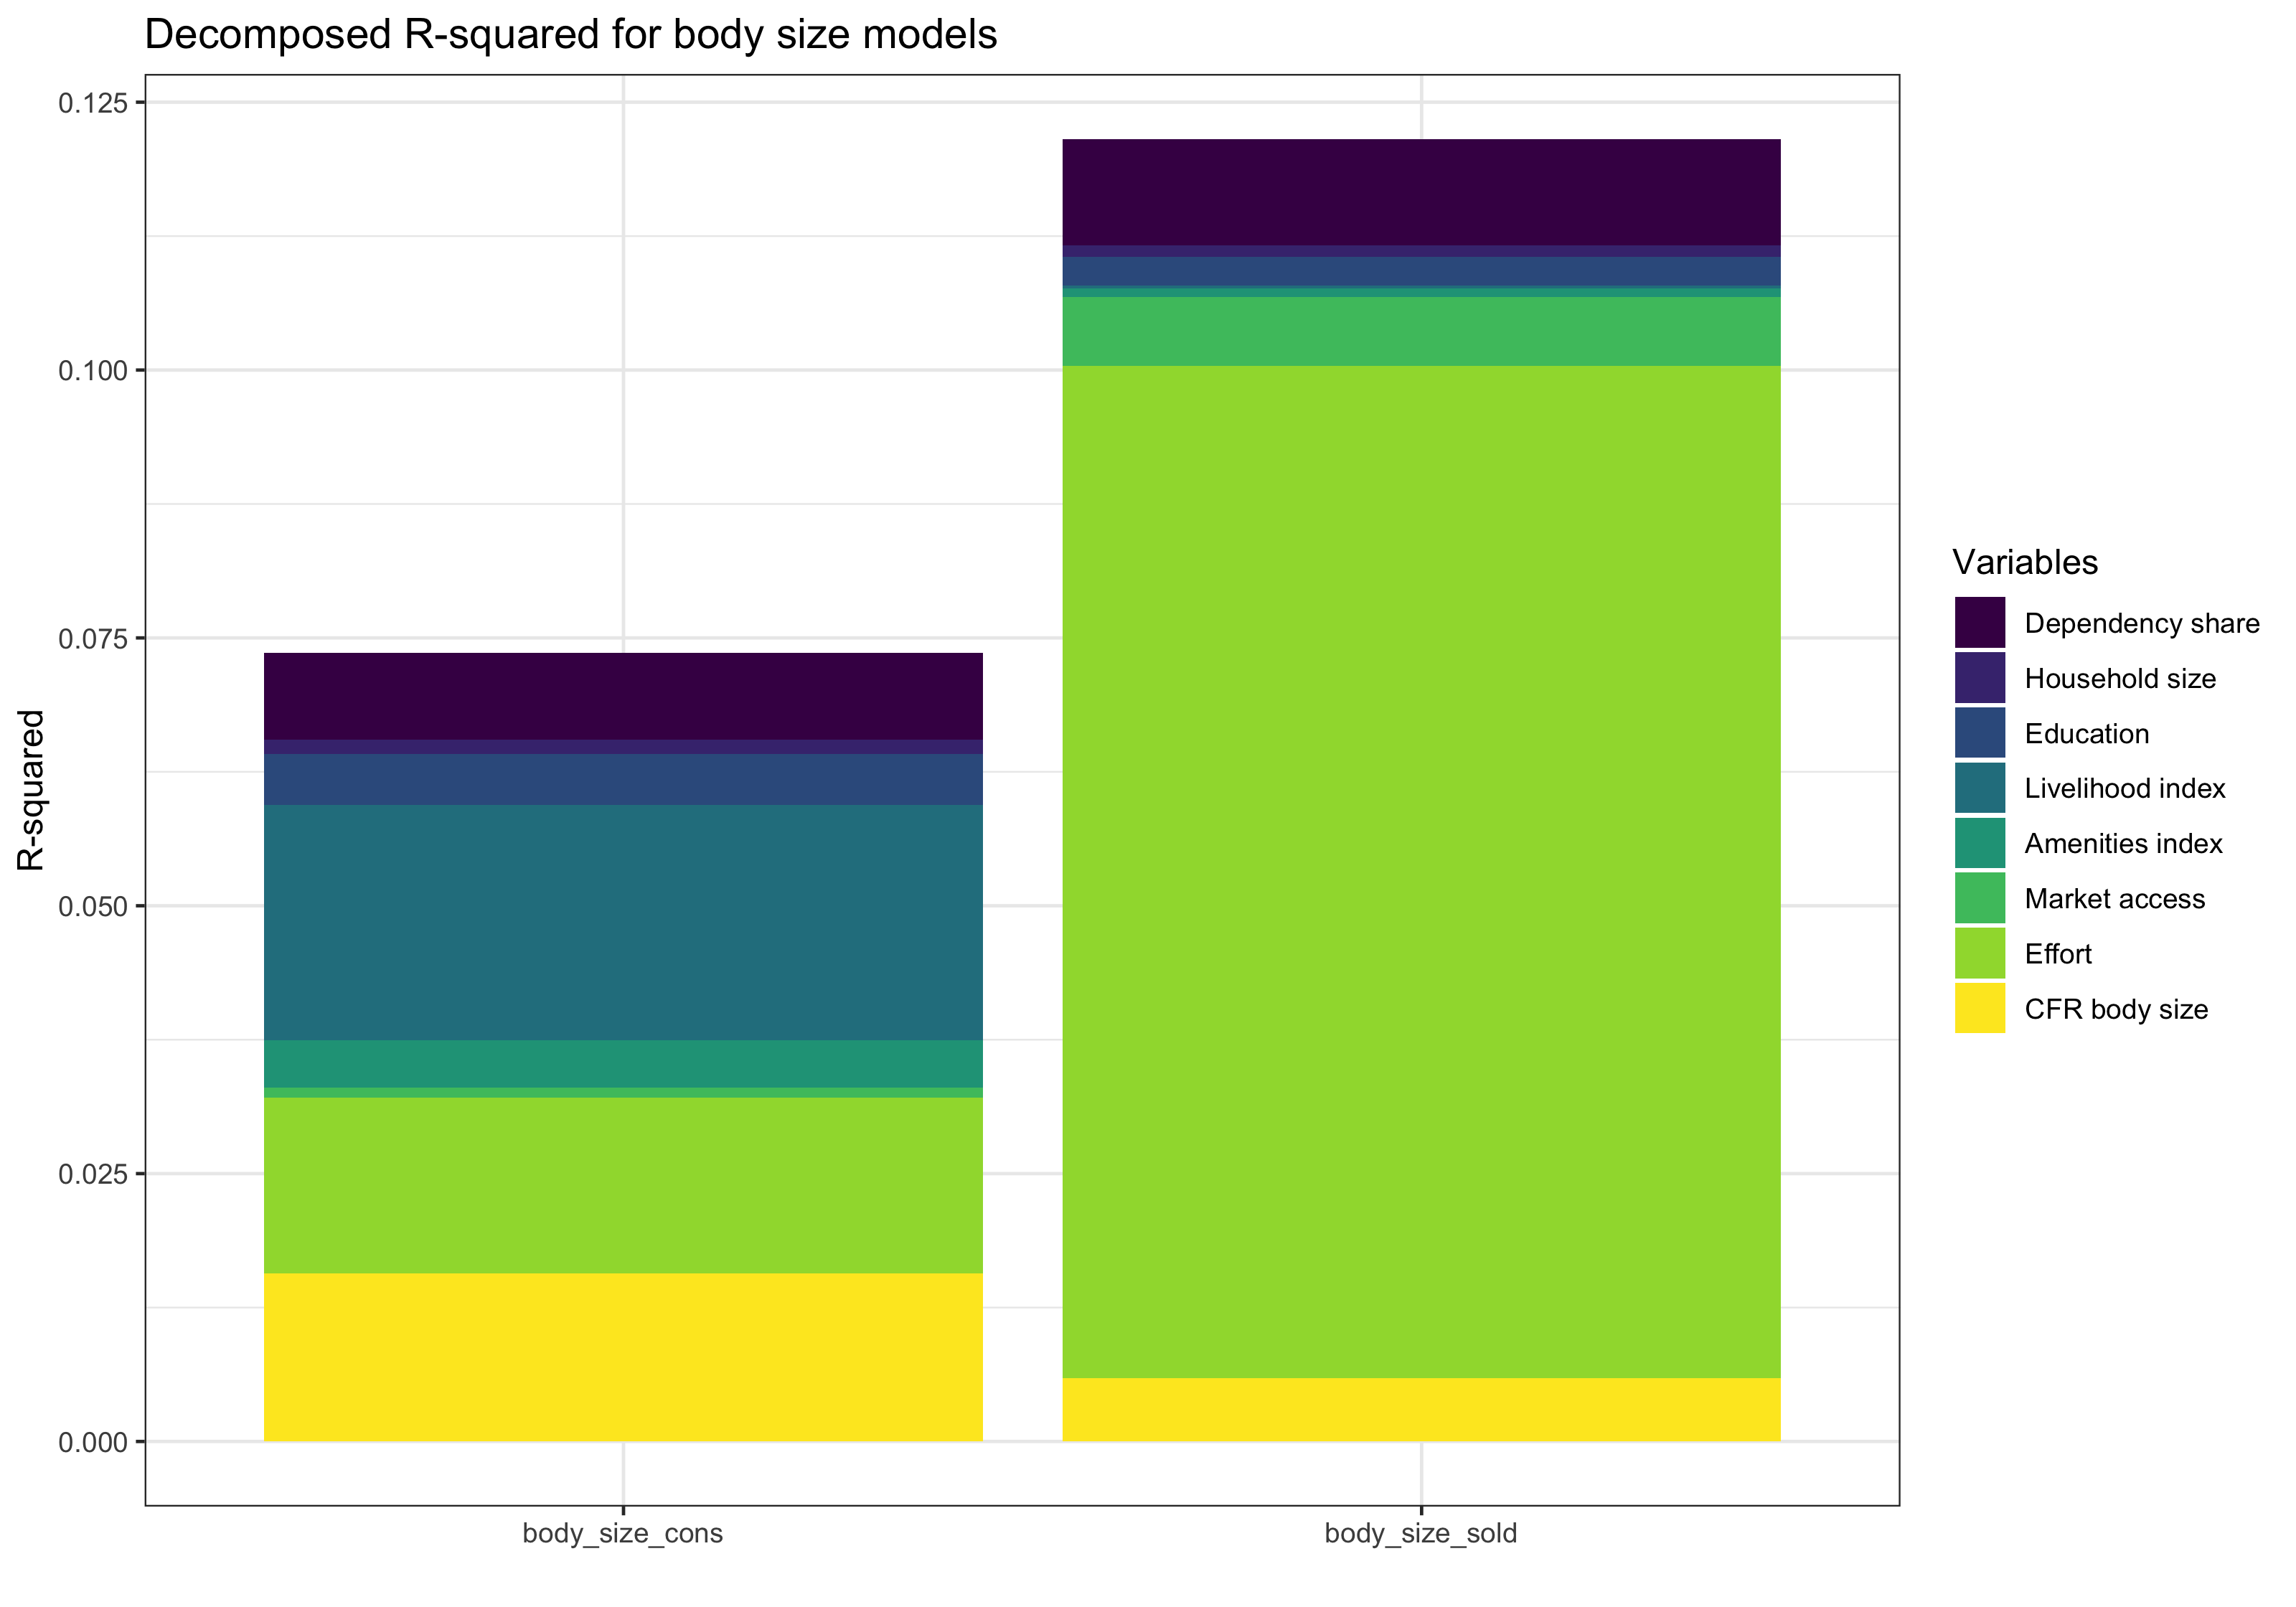 Decomposed R-squared for body size models
0.125
0.100
0.075
0.050
0.025
0.000
R-squared
body_size_cons
body_size_sold
Variables
Dependency share
Household size
Education
Livelihood index
Amenities index
Market access
Effort
CFR body size